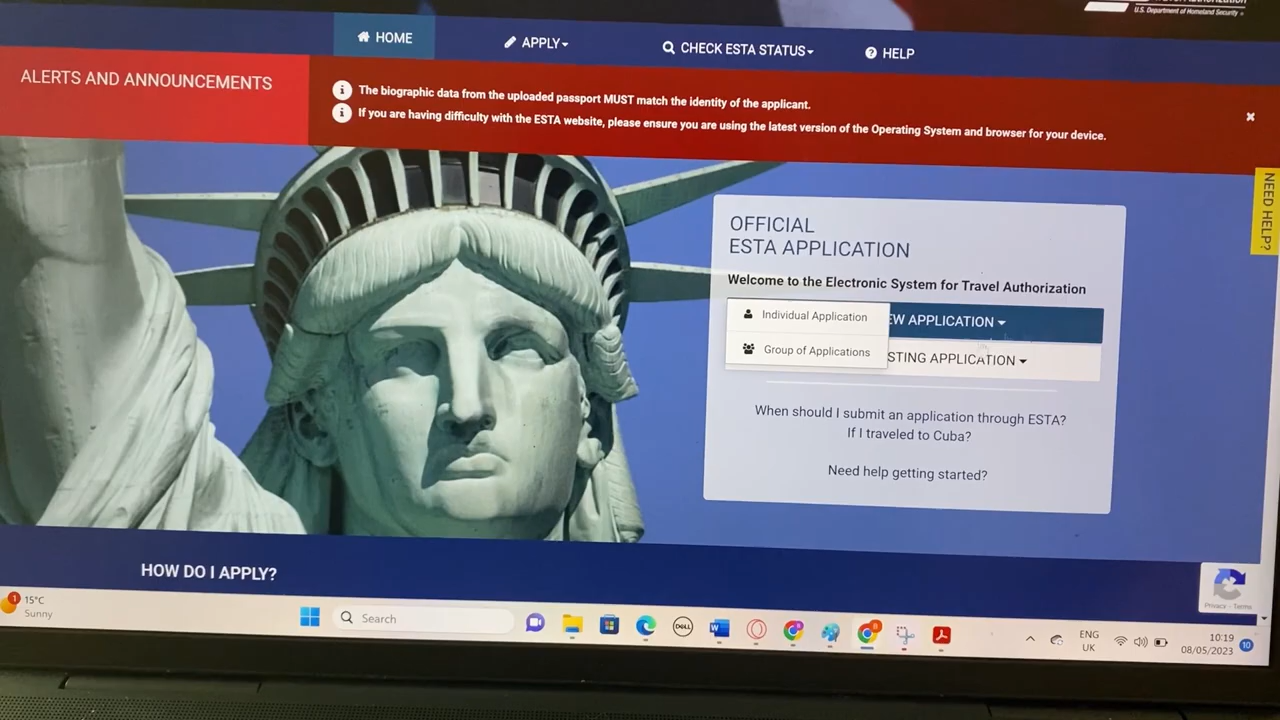 U.S. Department of Homeland Security
HOME
APPLY
CHECK ESTA STATUS
HELP
ALERTS AND ANNOUNCEMENTS
The biographic data from the uploaded passport MUST match the identity of the applicant.
If you are having difficulty with the ESTA website, please ensure you are using the latest version of the Operating System and browser for your device.
NEED HELP?
OFFICIAL
ESTA APPLICATION
Welcome to the Electronic System for Travel Authorization
Individual Application
EW APPLICATION
Group of Applications
STING APPLICATION
When should I submit an application through ESTA?
If I traveled to Cuba?
Need help getting started?
HOW DO I APPLY?
Privacy - Terms
1
15°C
Sunny
Search
DELL
ENG
UK
10:19
08/05/2023
10